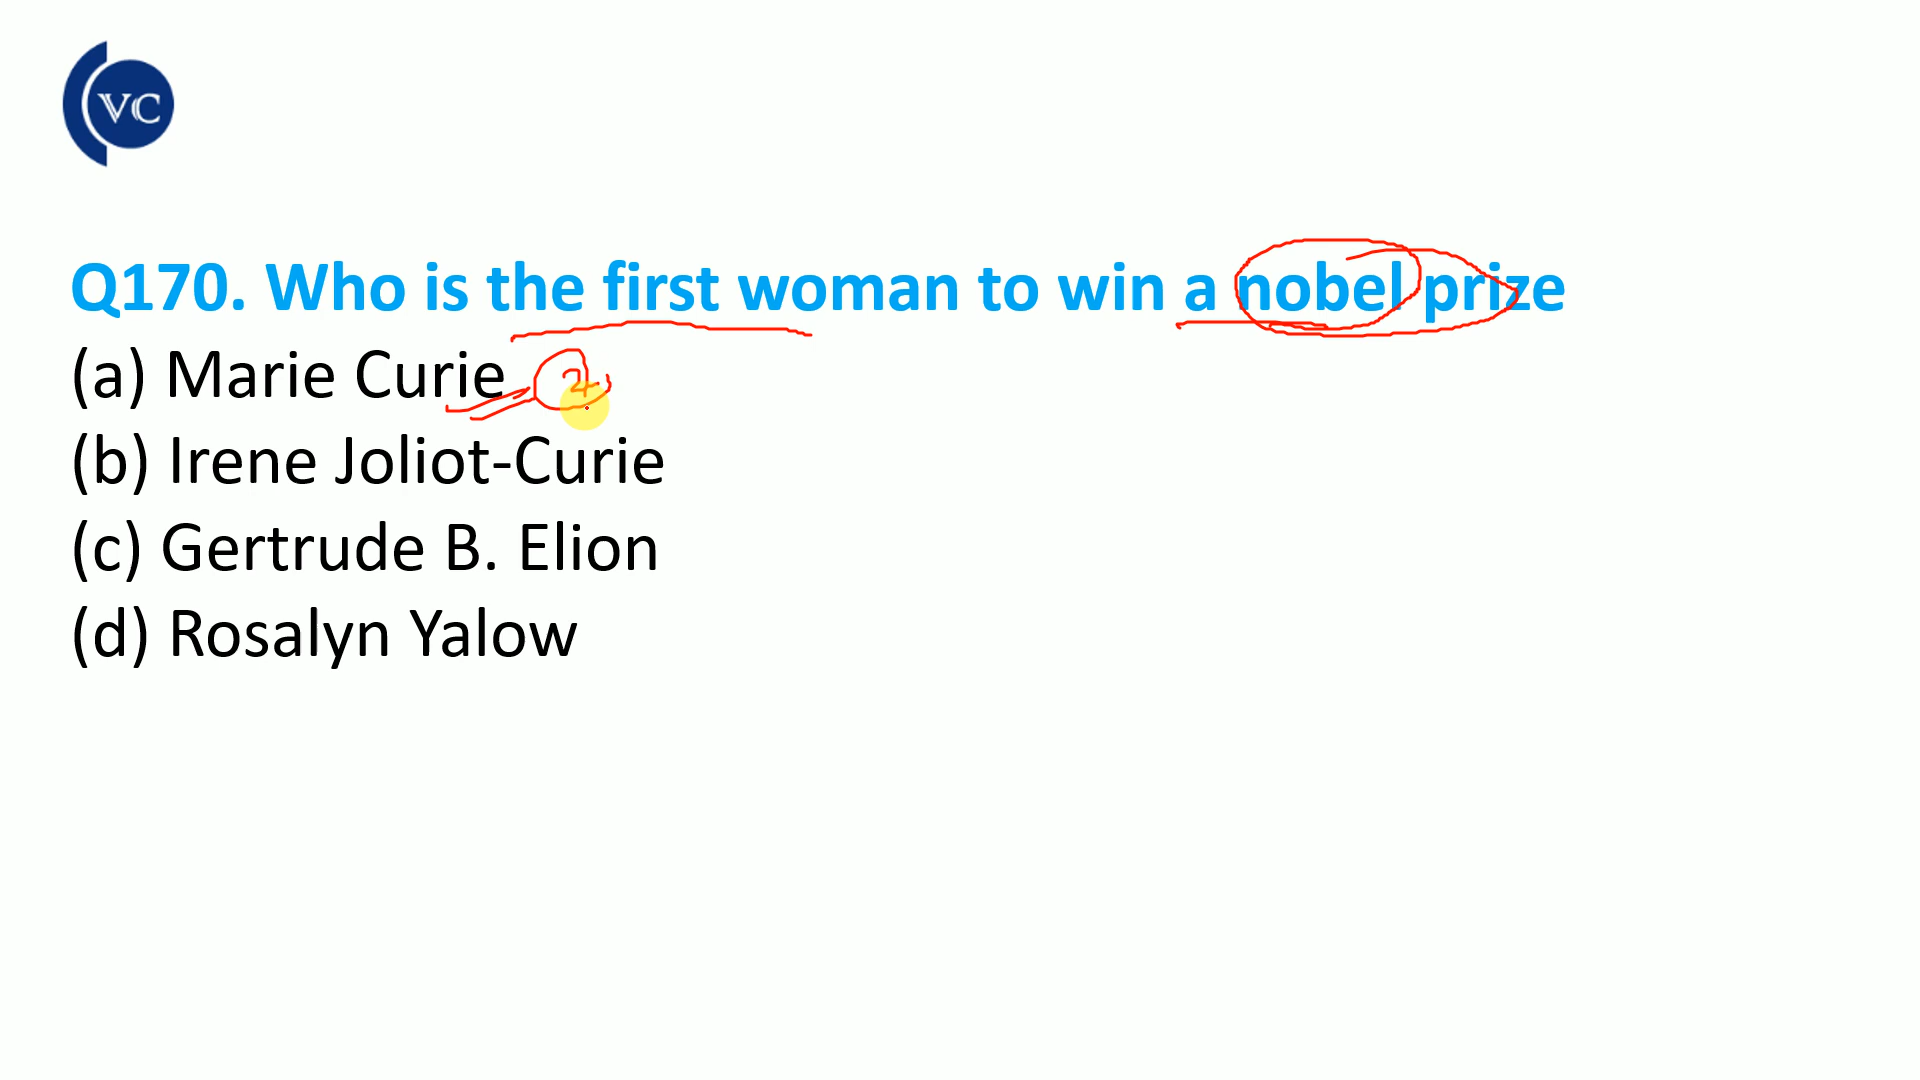 VC
Q170. Who is the first woman to win a nobel prize
(a) Marie Curie 2
(b) Irene Joliot-Curie
(c) Gertrude B. Elion
(d) Rosalyn Yalow